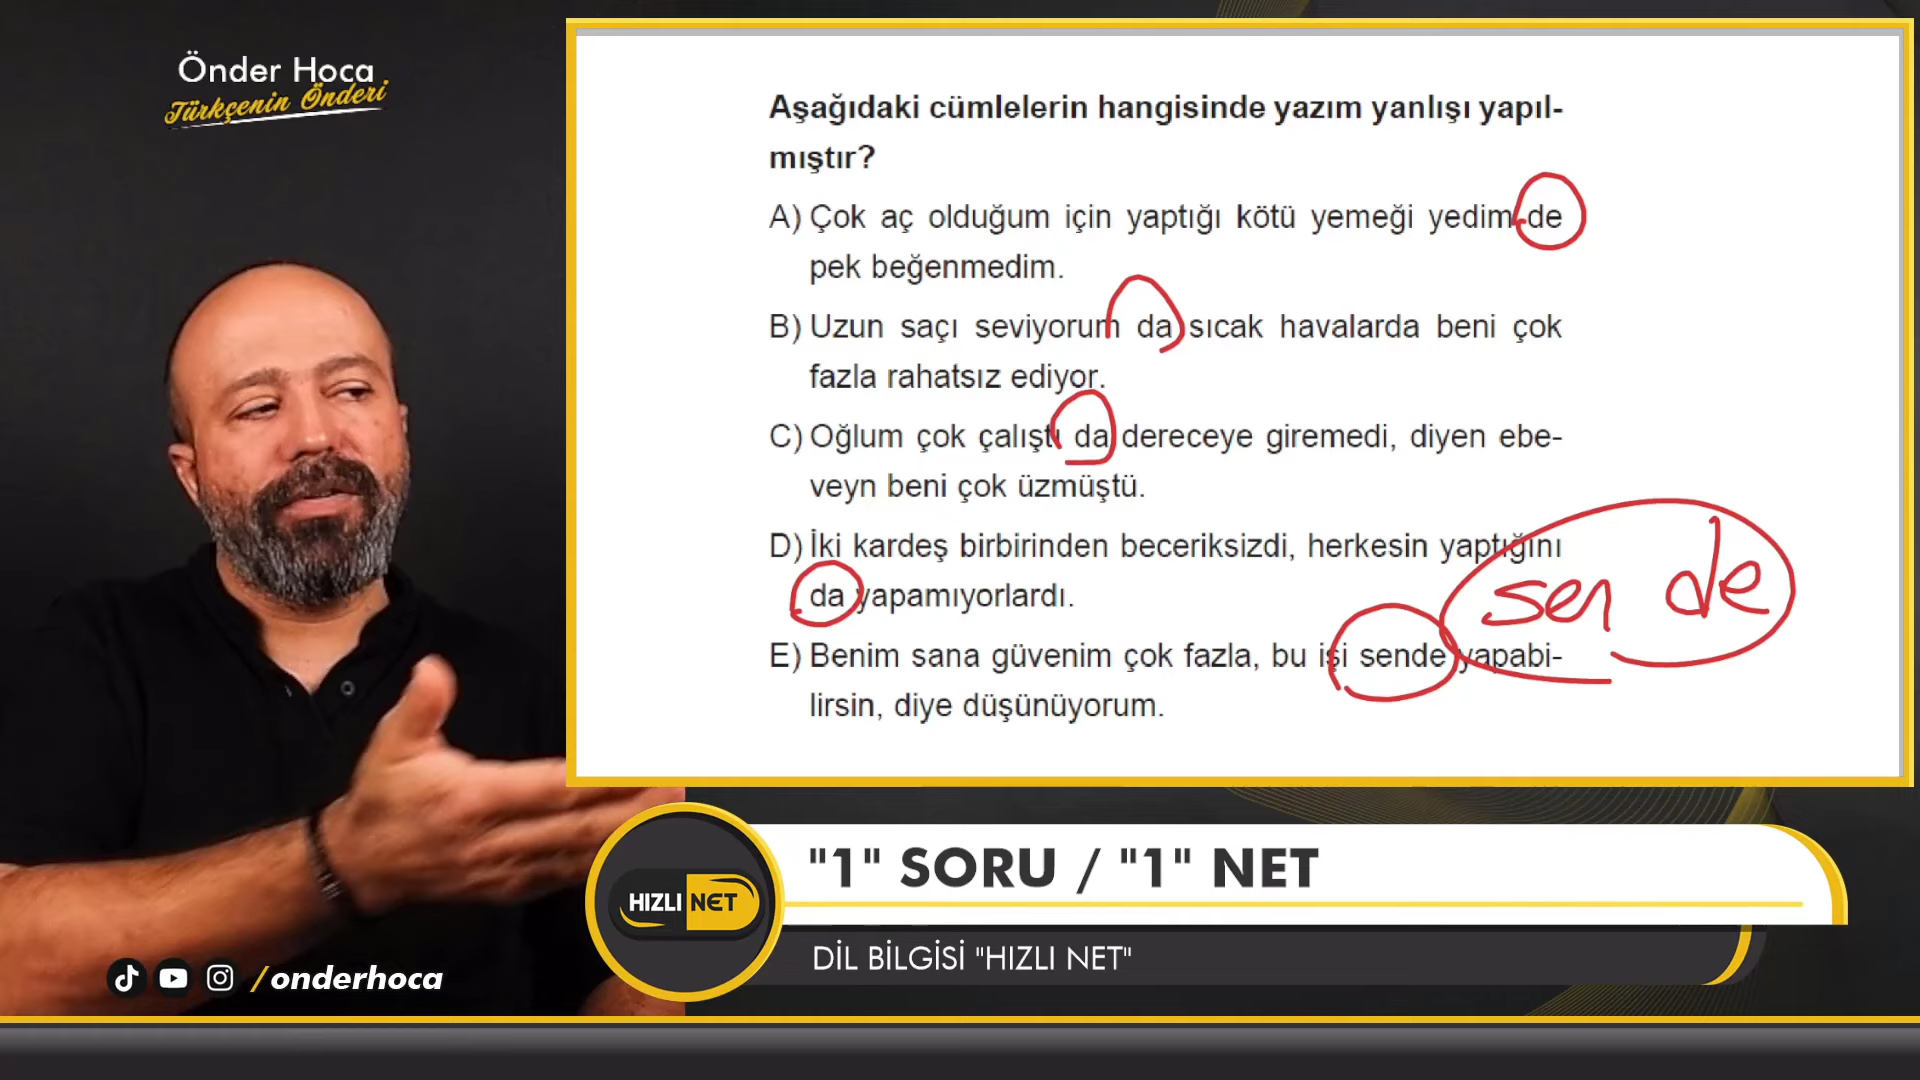 Önder Hoca
Türkçenin Önderi
Aşağıdaki cümlelerin hangisinde yazım yanlışı yapıl-
mıştır?
A) Çok aç olduğum için yaptığı kötü yemeği yedim de
pek beğenmedim.
B) Uzun saçı seviyorum da sıcak havalarda beni çok
fazla rahatsız ediyor.
C) Oğlum çok çalıştı da dereceye giremedi, diyen ebe-
veyn beni çok üzmüştü.
D) İki kardeş birbirinden beceriksizdi, herkesin yaptığını
da yapamıyorlardı.
sen de
E) Benim sana güvenim çok fazla, bu işi sende yapabi-
lirsin, diye düşünüyorum.
"1" SORU / "1" NET
HIZLI NET
DİL BİLGİSİ "HIZLI NET"
/onderhoca